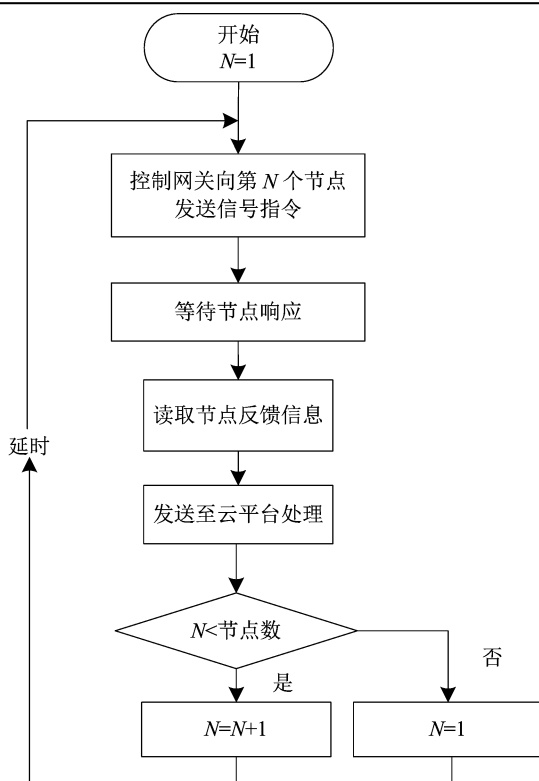 开始
N=1
控制网关向第 N 个节点
发送信号指令
等待节点响应
读取节点反馈信息
延时
发送至云平台处理
N<节点数
否
是
N=N+1
N=1